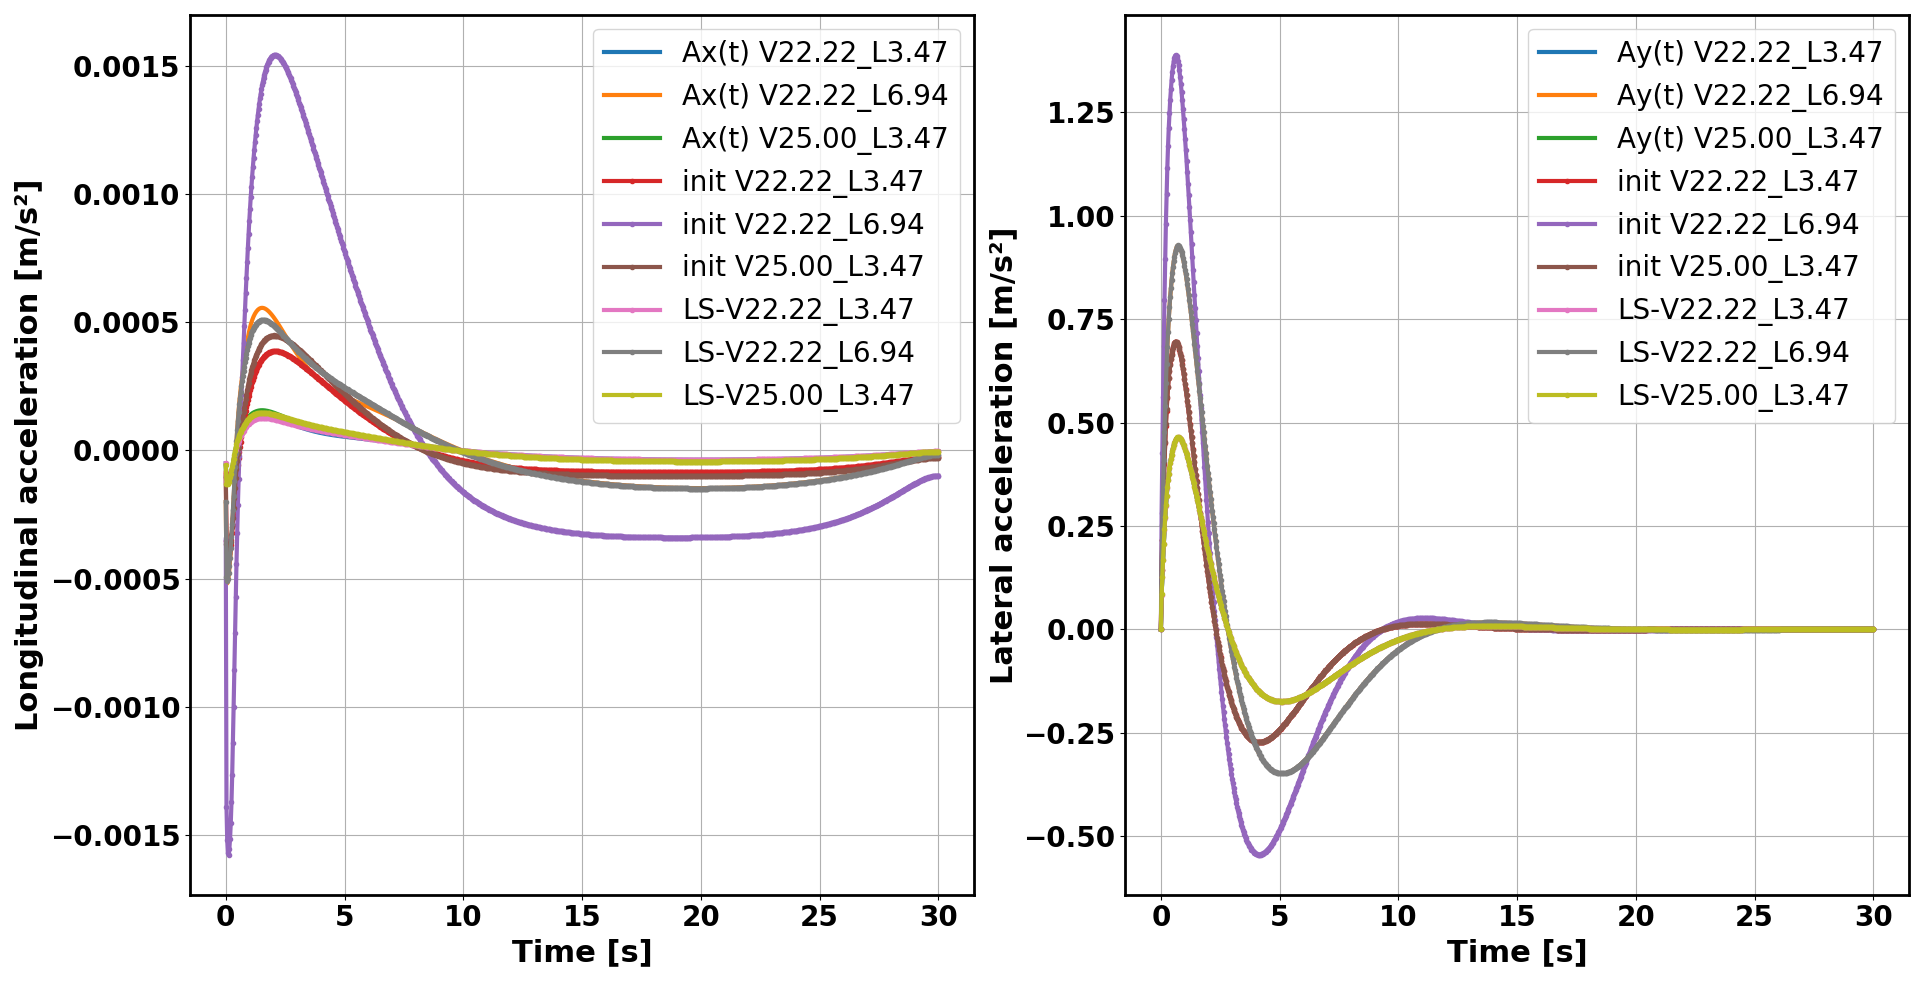 Longitudinal acceleration [m/s²]
0.0015
0.0010
0.0005
0.0000
−0.0005
−0.0010
−0.0015
Ax(t) V22.22_L3.47
Ax(t) V22.22_L6.94
Ax(t) V25.00_L3.47
init V22.22_L3.47
init V22.22_L6.94
init V25.00_L3.47
LS-V22.22_L3.47
LS-V22.22_L6.94
LS-V25.00_L3.47
0 5 10 15 20 25 30
Time [s]
Lateral acceleration [m/s²]
1.25
1.00
0.75
0.50
0.25
0.00
−0.25
−0.50
Ay(t) V22.22_L3.47
Ay(t) V22.22_L6.94
Ay(t) V25.00_L3.47
init V22.22_L3.47
init V22.22_L6.94
init V25.00_L3.47
LS-V22.22_L3.47
LS-V22.22_L6.94
LS-V25.00_L3.47
0 5 10 15 20 25 30
Time [s]